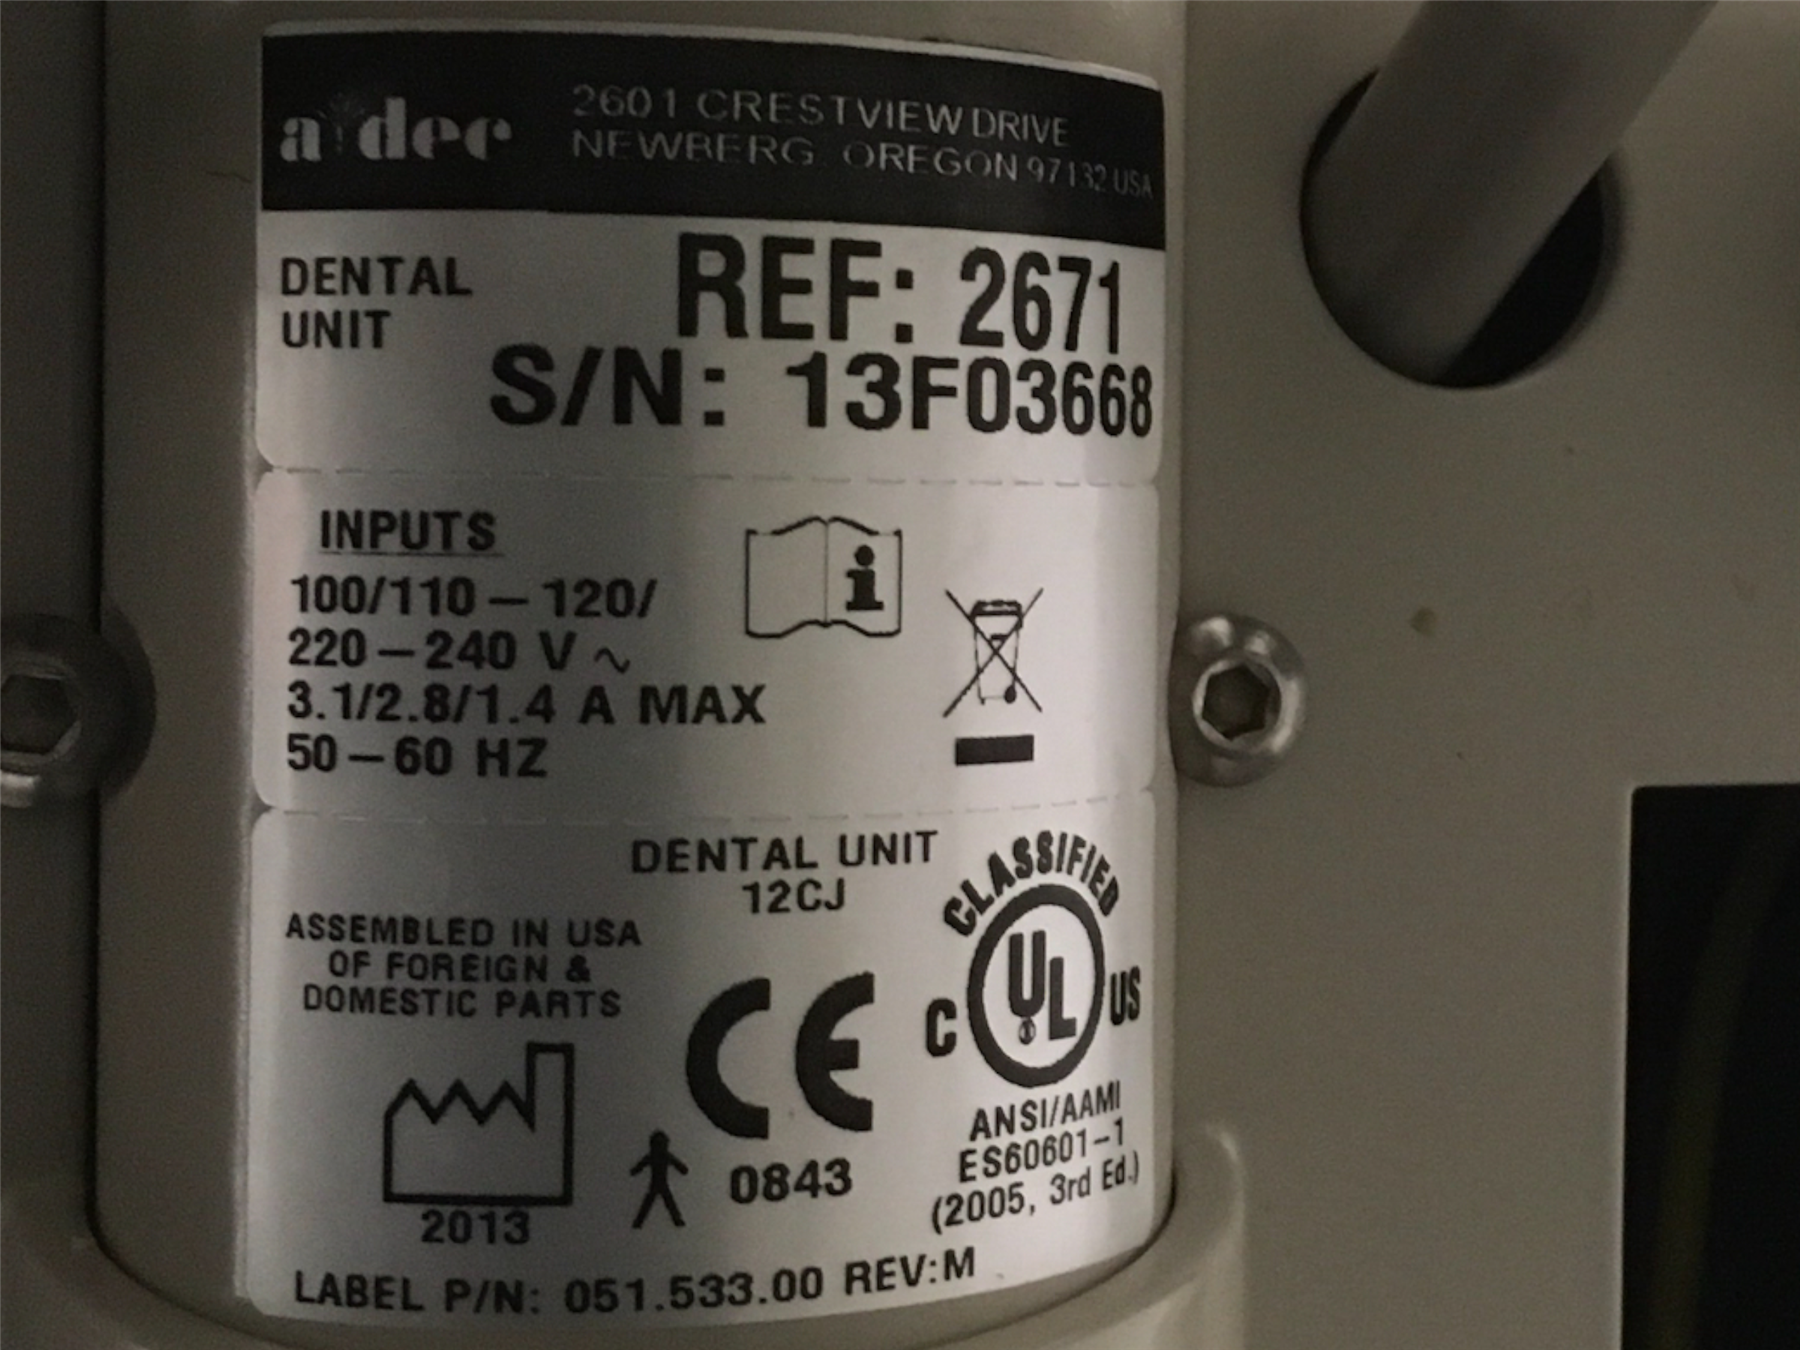 a dec
2601 CRESTVIEW DRIVE
NEWBERG, OREGON 97132 USA
DENTAL
UNIT
REF: 2671
S/N: 13F03668
INPUTS
100/110–120/
220–240 V ~
3.1/2.8/1.4 A MAX
50–60 HZ
i
DENTAL UNIT
12CJ
ASSEMBLED IN USA
OF FOREIGN &
DOMESTIC PARTS
2013
CE
0843
CLASSIFIED
C UL US
ANSI/AAMI
ES60601-1
(2005, 3rd Ed.)
LABEL P/N: 051.533.00 REV:M